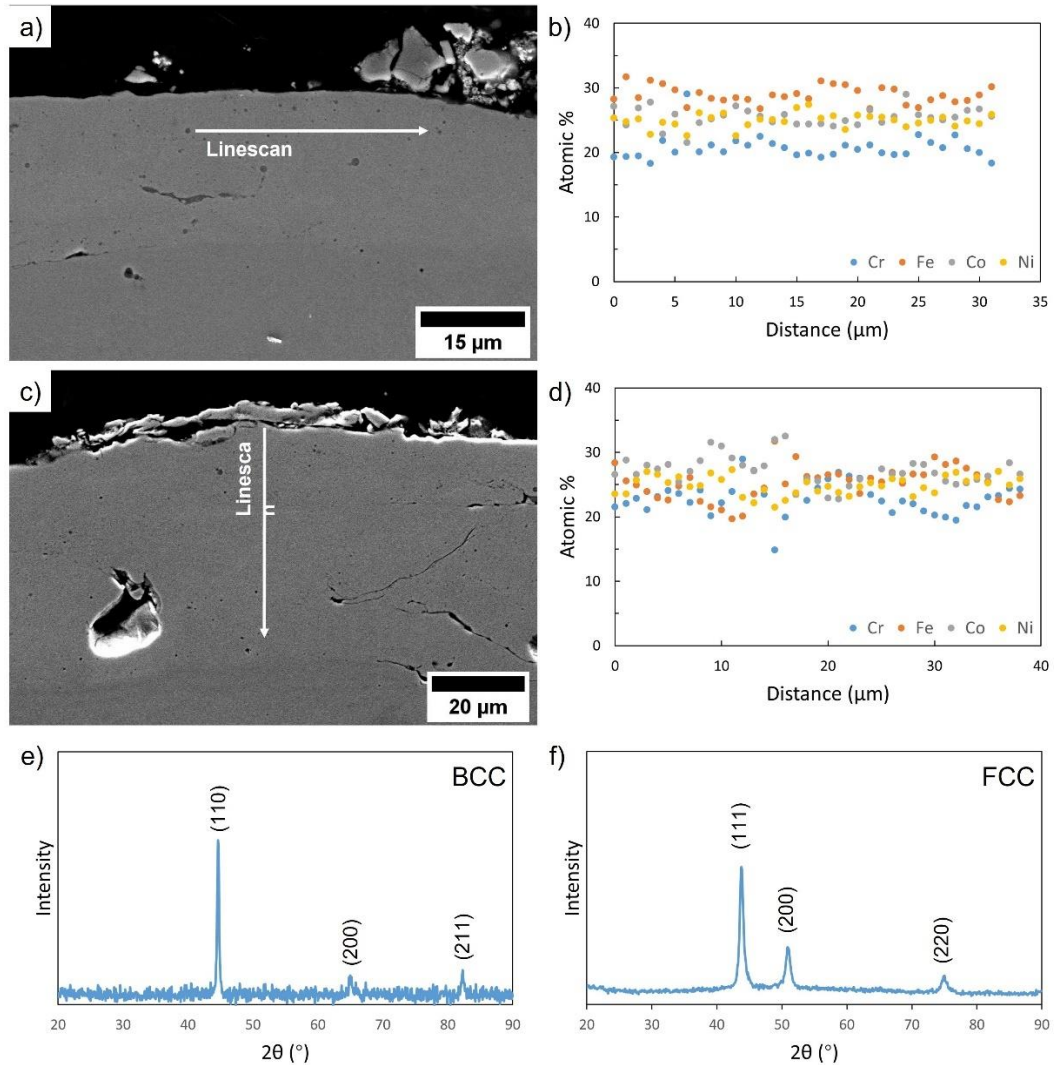 a)
Linescan
15 µm
b)
40
30
20
10
0
Atomic %
Cr Fe Co Ni
0 5 10 15 20 25 30 35
Distance (µm)
c)
Linesca
n
20 µm
d)
40
30
20
10
0
Atomic %
Cr Fe Co Ni
0 10 20 30 40
Distance (µm)
e)
BCC
(110)
(200)
(211)
Intensity
20 30 40 50 60 70 80 90
2θ (°)
f)
FCC
(111)
(200)
(220)
Intensity
20 30 40 50 60 70 80 90
2θ (°)